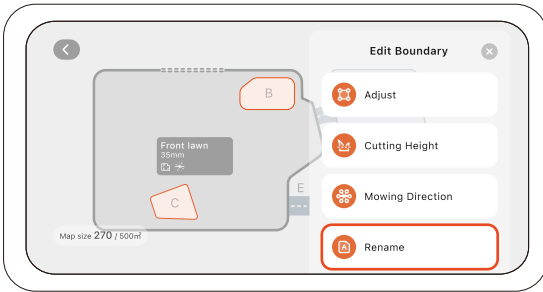 Edit Boundary
B
Adjust
Front lawn
35mm
Cutting Height
C
E
Mowing Direction
Map size 270 / 500㎡
A
Rename